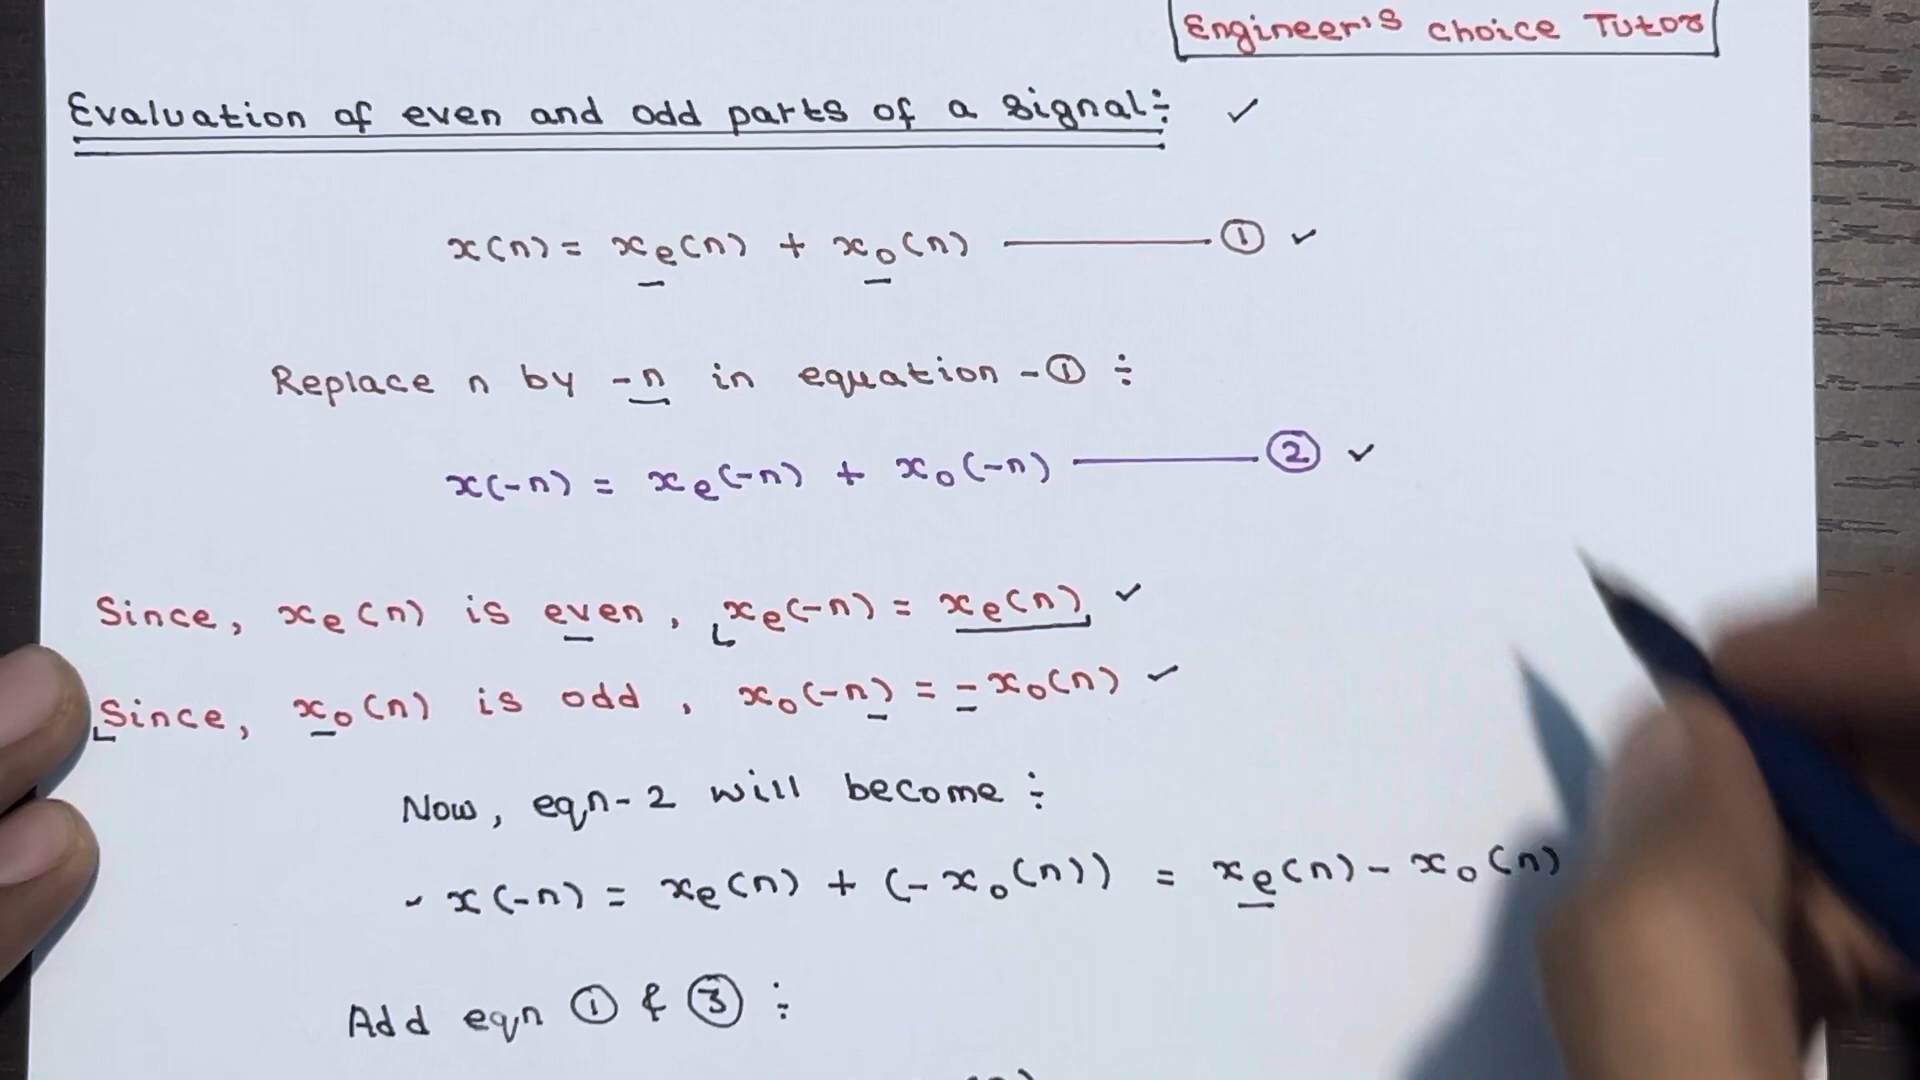 Engineer's choice Tutor
Evaluation of even and odd parts of a signal:
x(n) = xₑ(n) + xₒ(n) ——— ①
Replace n by -n in equation - ① :
x(-n) = xₑ(-n) + xₒ(-n) ——— ②
Since, xₑ(n) is even, xₑ(-n) = xₑ(n)
Since, xₒ(n) is odd, xₒ(-n) = -xₒ(n)
Now, eqn-2 will become :
x(-n) = xₑ(n) + (-xₒ(n)) = xₑ(n) - xₒ(n)
Add eqn ① & ③ :